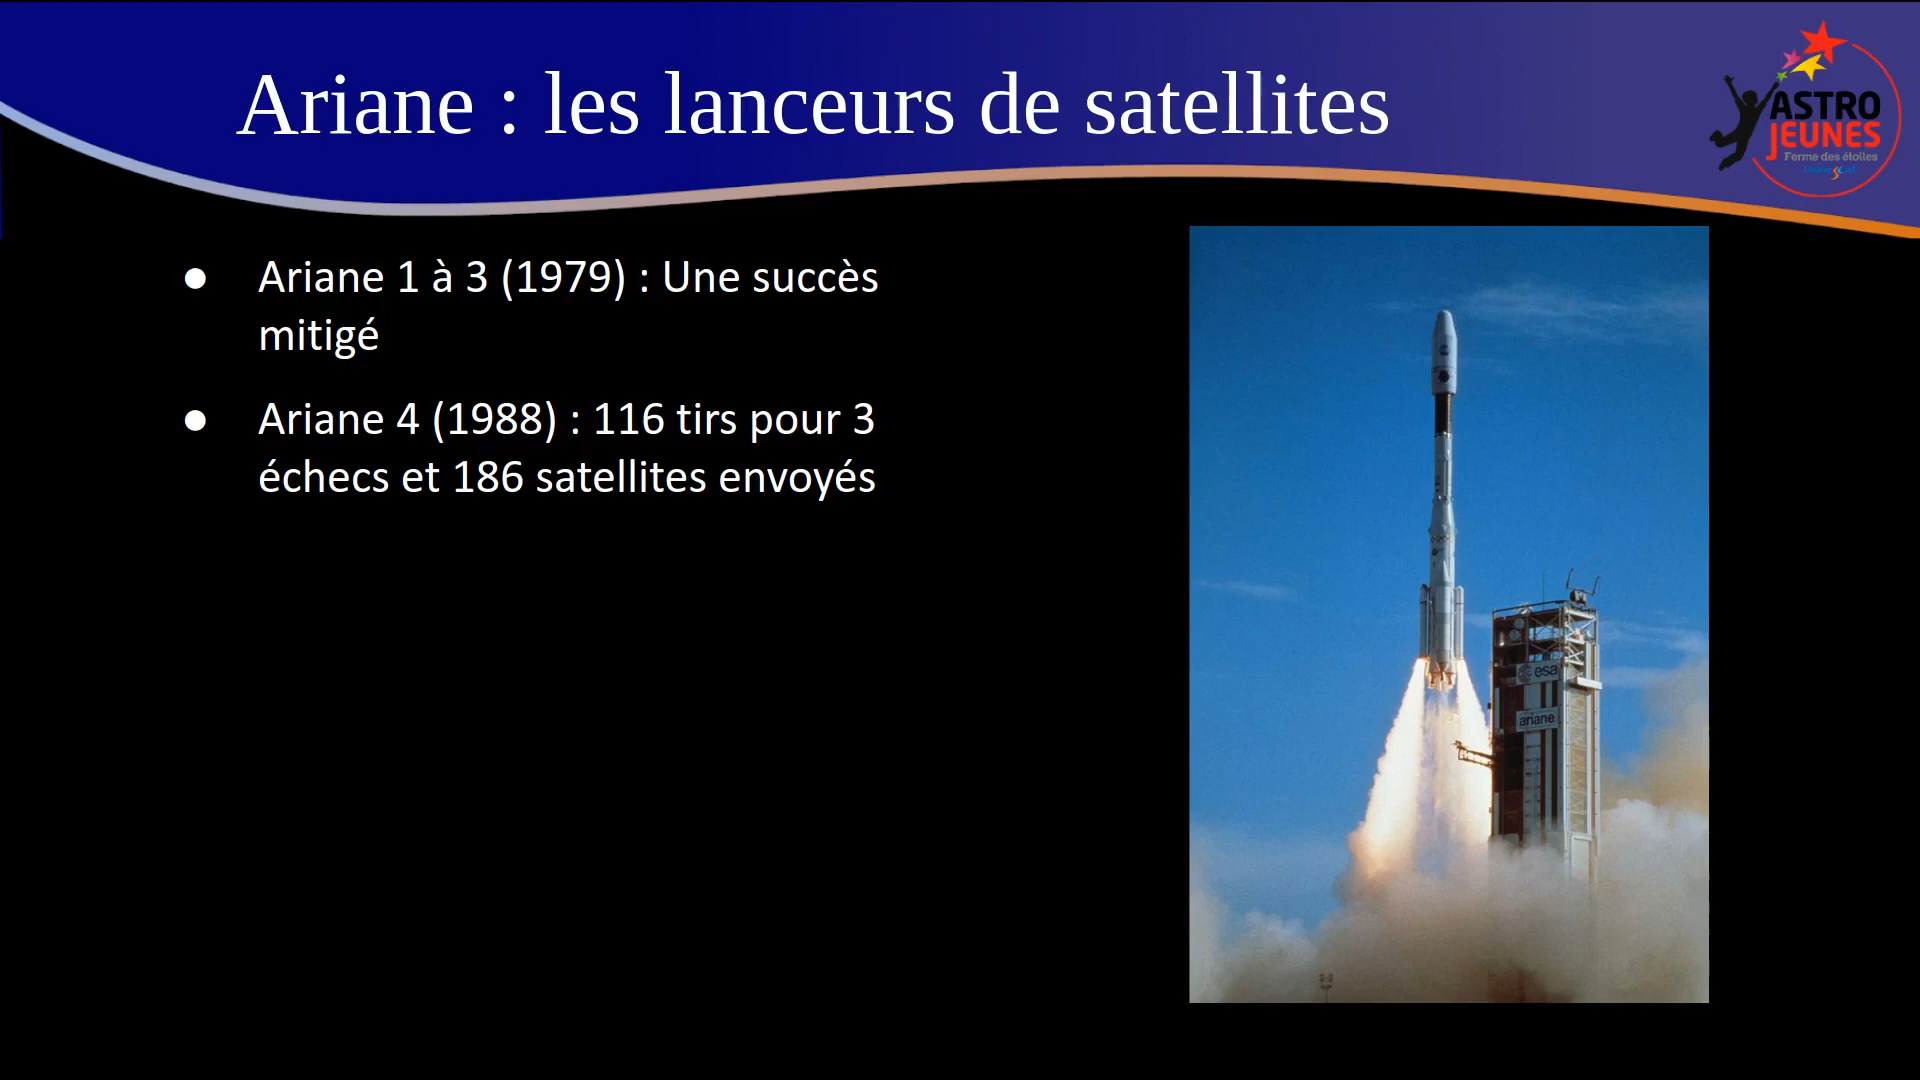 Ariane : les lanceurs de satellites
ASTRO
JEUNES
Ferme des étoiles
● Ariane 1 à 3 (1979) : Une succès
mitigé
● Ariane 4 (1988) : 116 tirs pour 3
échecs et 186 satellites envoyés
esa
ariane